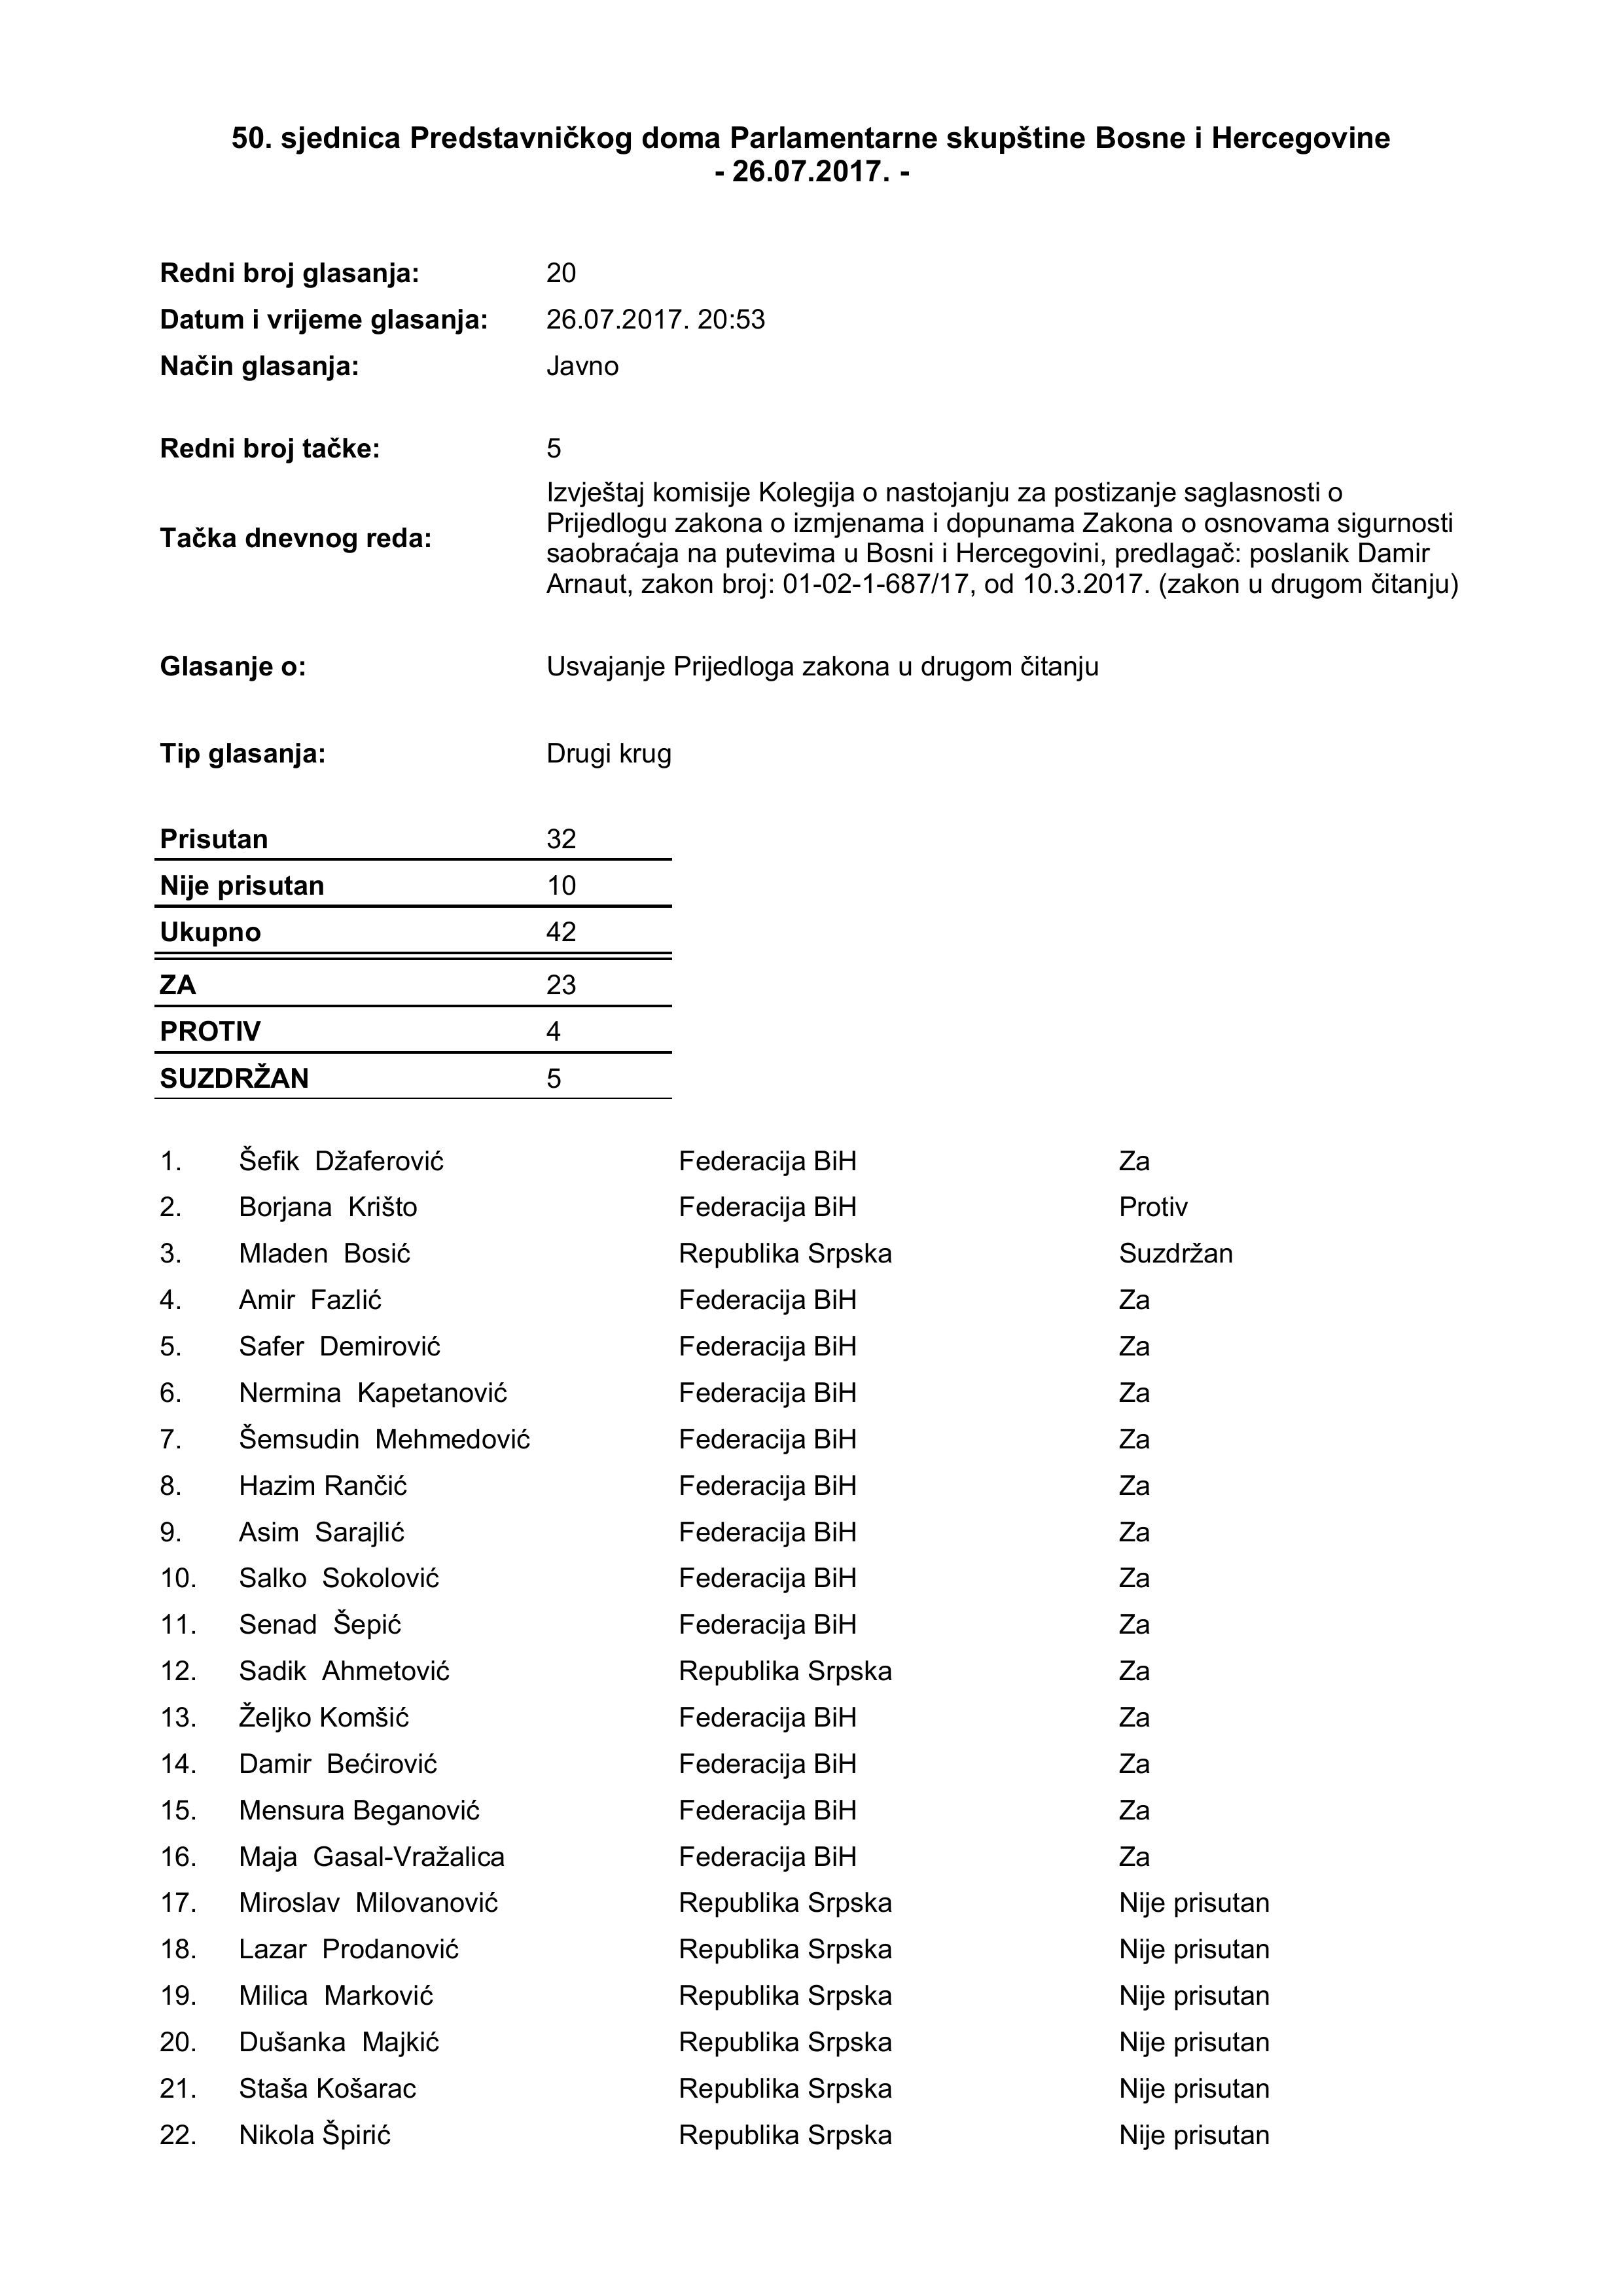 50. sjednica Predstavničkog doma Parlamentarne skupštine Bosne i Hercegovine
- 26.07.2017. -
Redni broj glasanja: 20
Datum i vrijeme glasanja: 26.07.2017. 20:53
Način glasanja: Javno
Redni broj tačke: 5
Tačka dnevnog reda: Izvještaj komisije Kolegija o nastojanju za postizanje saglasnosti o
Prijedlogu zakona o izmjenama i dopunama Zakona o osnovama sigurnosti
saobraćaja na putevima u Bosni i Hercegovini, predlagač: poslanik Damir
Arnaut, zakon broj: 01-02-1-687/17, od 10.3.2017. (zakon u drugom čitanju)
Glasanje o: Usvajanje Prijedloga zakona u drugom čitanju
Tip glasanja: Drugi krug
Prisutan 32
Nije prisutan 10
Ukupno 42
ZA 23
PROTIV 4
SUZDRŽAN 5
1. Šefik Džaferović Federacija BiH Za
2. Borjana Krišto Federacija BiH Protiv
3. Mladen Bosić Republika Srpska Suzdržan
4. Amir Fazlić Federacija BiH Za
5. Safer Demirović Federacija BiH Za
6. Nermina Kapetanović Federacija BiH Za
7. Šemsudin Mehmedović Federacija BiH Za
8. Hazim Rančić Federacija BiH Za
9. Asim Sarajlić Federacija BiH Za
10. Salko Sokolović Federacija BiH Za
11. Senad Šepić Federacija BiH Za
12. Sadik Ahmetović Republika Srpska Za
13. Željko Komšić Federacija BiH Za
14. Damir Bećirović Federacija BiH Za
15. Mensura Beganović Federacija BiH Za
16. Maja Gasal-Vražalica Federacija BiH Za
17. Miroslav Milovanović Republika Srpska Nije prisutan
18. Lazar Prodanović Republika Srpska Nije prisutan
19. Milica Marković Republika Srpska Nije prisutan
20. Dušanka Majkić Republika Srpska Nije prisutan
21. Staša Košarac Republika Srpska Nije prisutan
22. Nikola Špirić Republika Srpska Nije prisutan